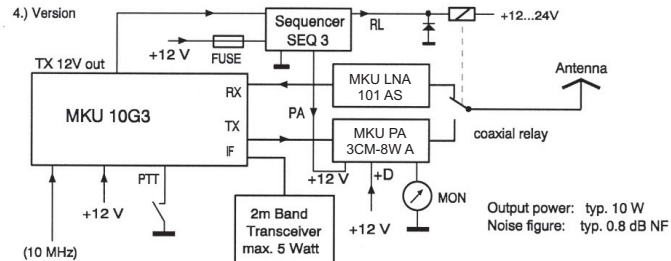 4.) Version
Sequencer
SEQ 3
RL
+12...24V
+12 V
FUSE
TX 12V out
MKU 10G3
RX
TX
IF
PA
MKU LNA
101 AS
MKU PA
3CM-8W A
Antenna
coaxial relay
PTT
+12 V
+12 V
+D
+12 V
MON
2m Band
Transceiver
max. 5 Watt
(10 MHz)
Output power: typ. 10 W
Noise figure: typ. 0.8 dB NF